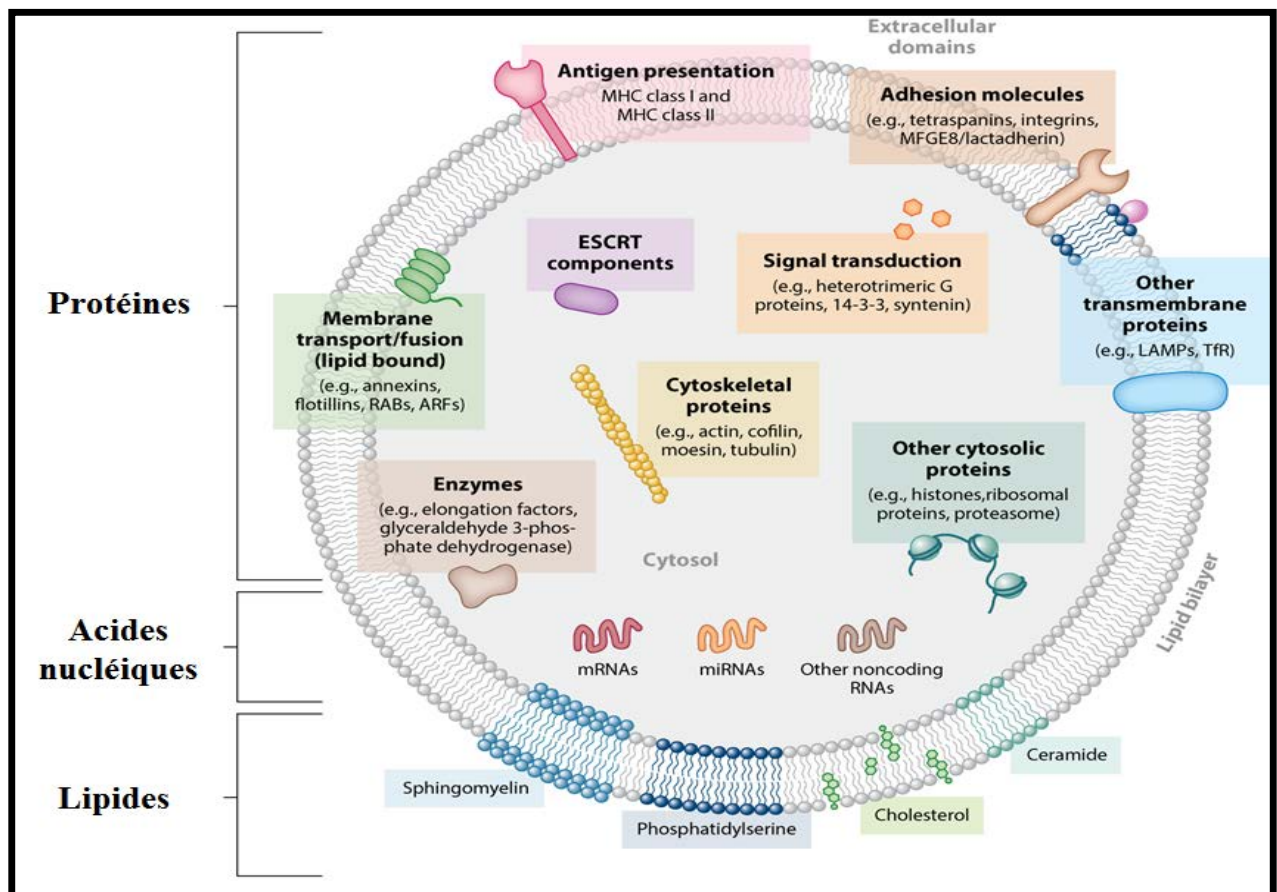 Extracellular
domains
Antigen presentation
MHC class I and
MHC class II
Adhesion molecules
(e.g., tetraspanins, integrins,
MFGE8/lactadherin)
ESCRT
components
Signal transduction
(e.g., heterotrimeric G
proteins, 14-3-3, syntenin)
Other
transmembrane
proteins
(e.g., LAMPs, TfR)
Protéines
Membrane
transport/fusion
(lipid bound)
(e.g., annexins,
flotillins, RABs, ARFs)
Cytoskeletal
proteins
(e.g., actin, cofilin,
moesin, tubulin)
Other cytosolic
proteins
(e.g., histones,ribosomal
proteins, proteasome)
Enzymes
(e.g., elongation factors,
glyceraldehyde 3-phos-
phate dehydrogenase)
Cytosol
Lipid bilayer
Acides
nucléiques
mRNAs
miRNAs
Other noncoding
RNAs
Lipides
Sphingomyelin
Phosphatidylserine
Cholesterol
Ceramide